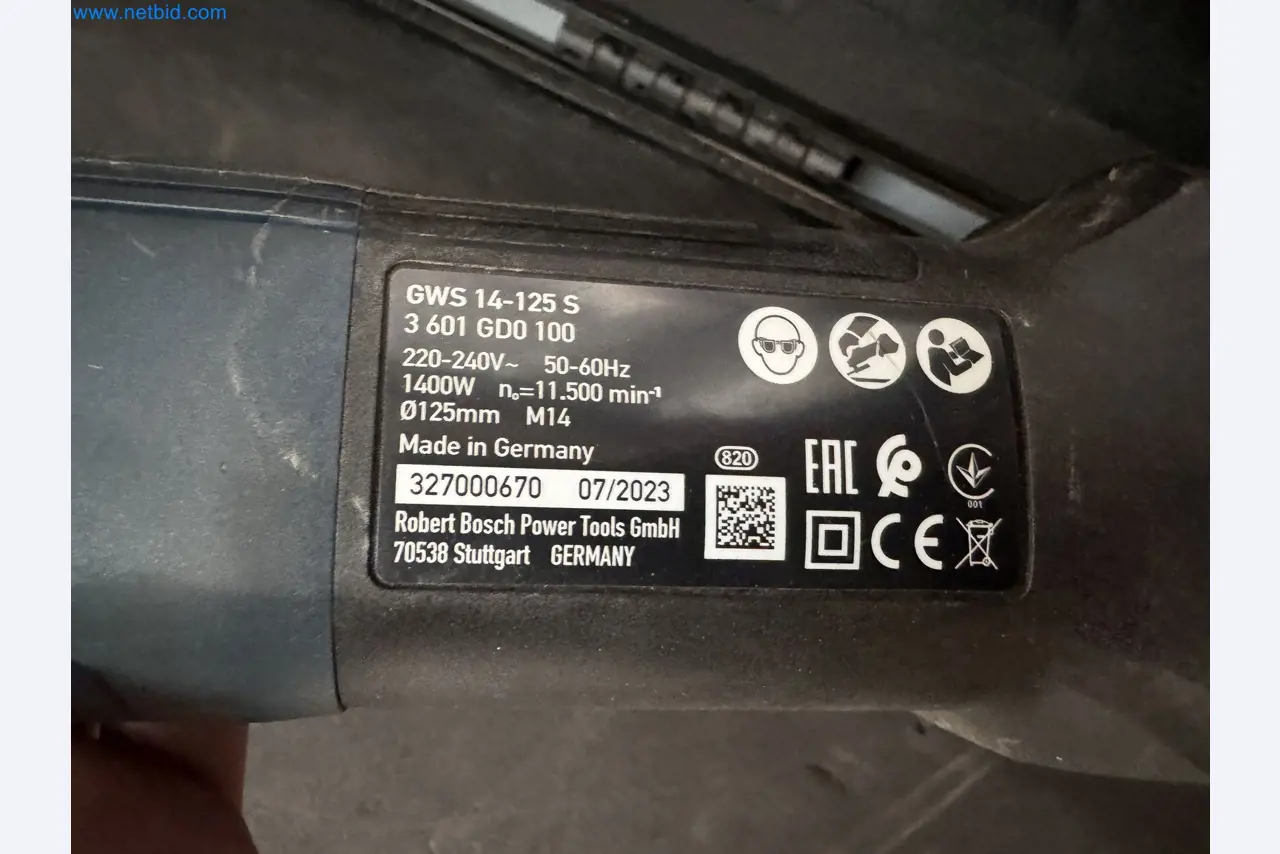 www.netbid.com
GWS 14-125 S
3 601 GD0 100
220-240V~ 50-60Hz
1400W n₀=11.500 min⁻¹
Ø125mm M14
Made in Germany
327000670 07/2023
Robert Bosch Power Tools GmbH
70538 Stuttgart GERMANY
820
EAC
001
CE